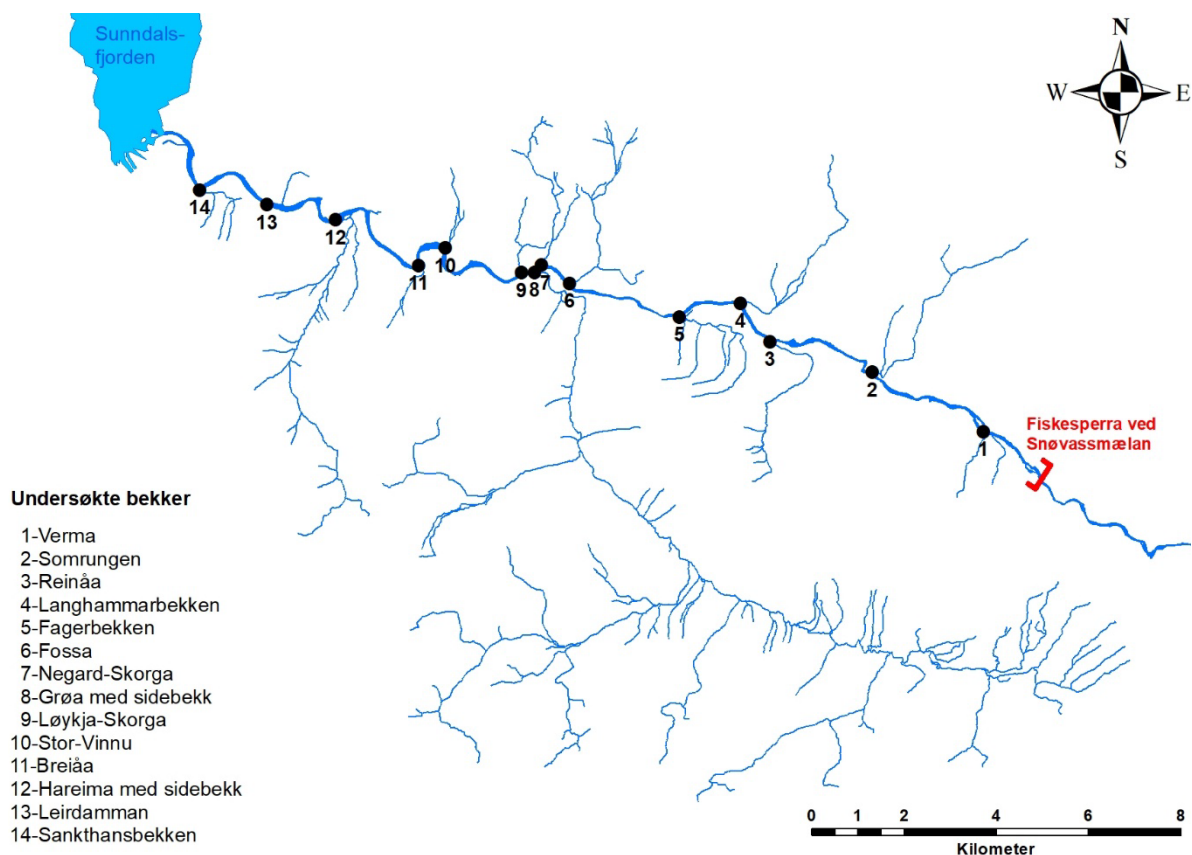 Sunndals-
fjorden
N
W
E
S
14
13
12
11
10
9
8
7
6
5
4
3
2
1
Fiskesperra ved
Snøvassmælan
Undersøkte bekker
1-Verma
2-Somrungen
3-Reinåa
4-Langhammarbekken
5-Fagerbekken
6-Fossa
7-Negard-Skorga
8-Grøa med sidebekk
9-Løykja-Skorga
10-Stor-Vinnu
11-Breiåa
12-Hareima med sidebekk
13-Leirdamman
14-Sankthansbekken
0 1 2 4 6 8
Kilometer